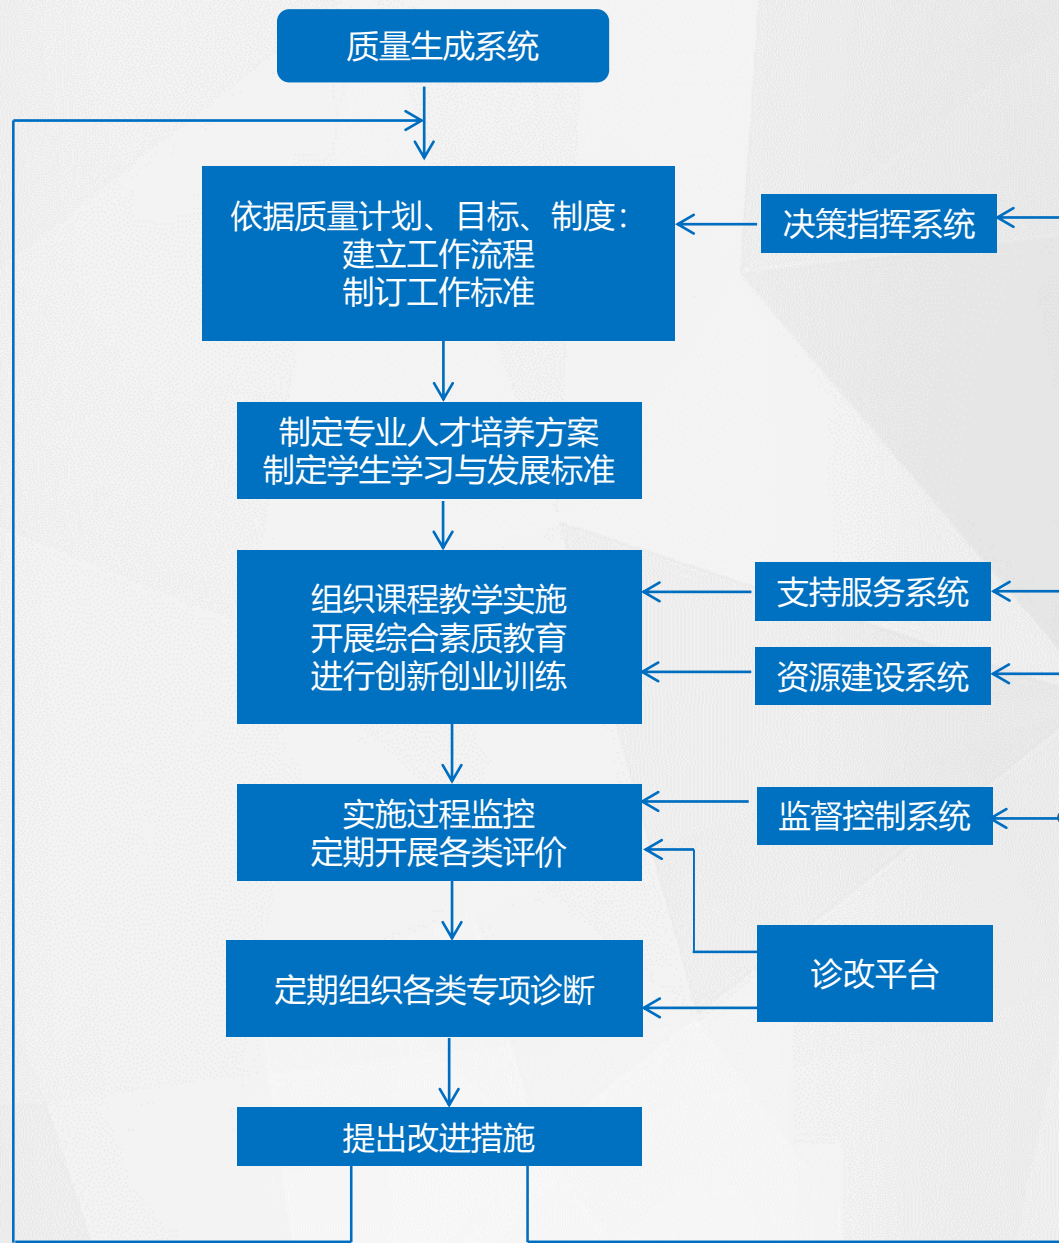 质量生成系统
依据质量计划、目标、制度：
建立工作流程
制订工作标准
决策指挥系统
制定专业人才培养方案
制定学生学习与发展标准
组织课程教学实施
开展综合素质教育
进行创新创业训练
支持服务系统
资源建设系统
实施过程监控
定期开展各类评价
监督控制系统
定期组织各类专项诊断
诊改平台
提出改进措施